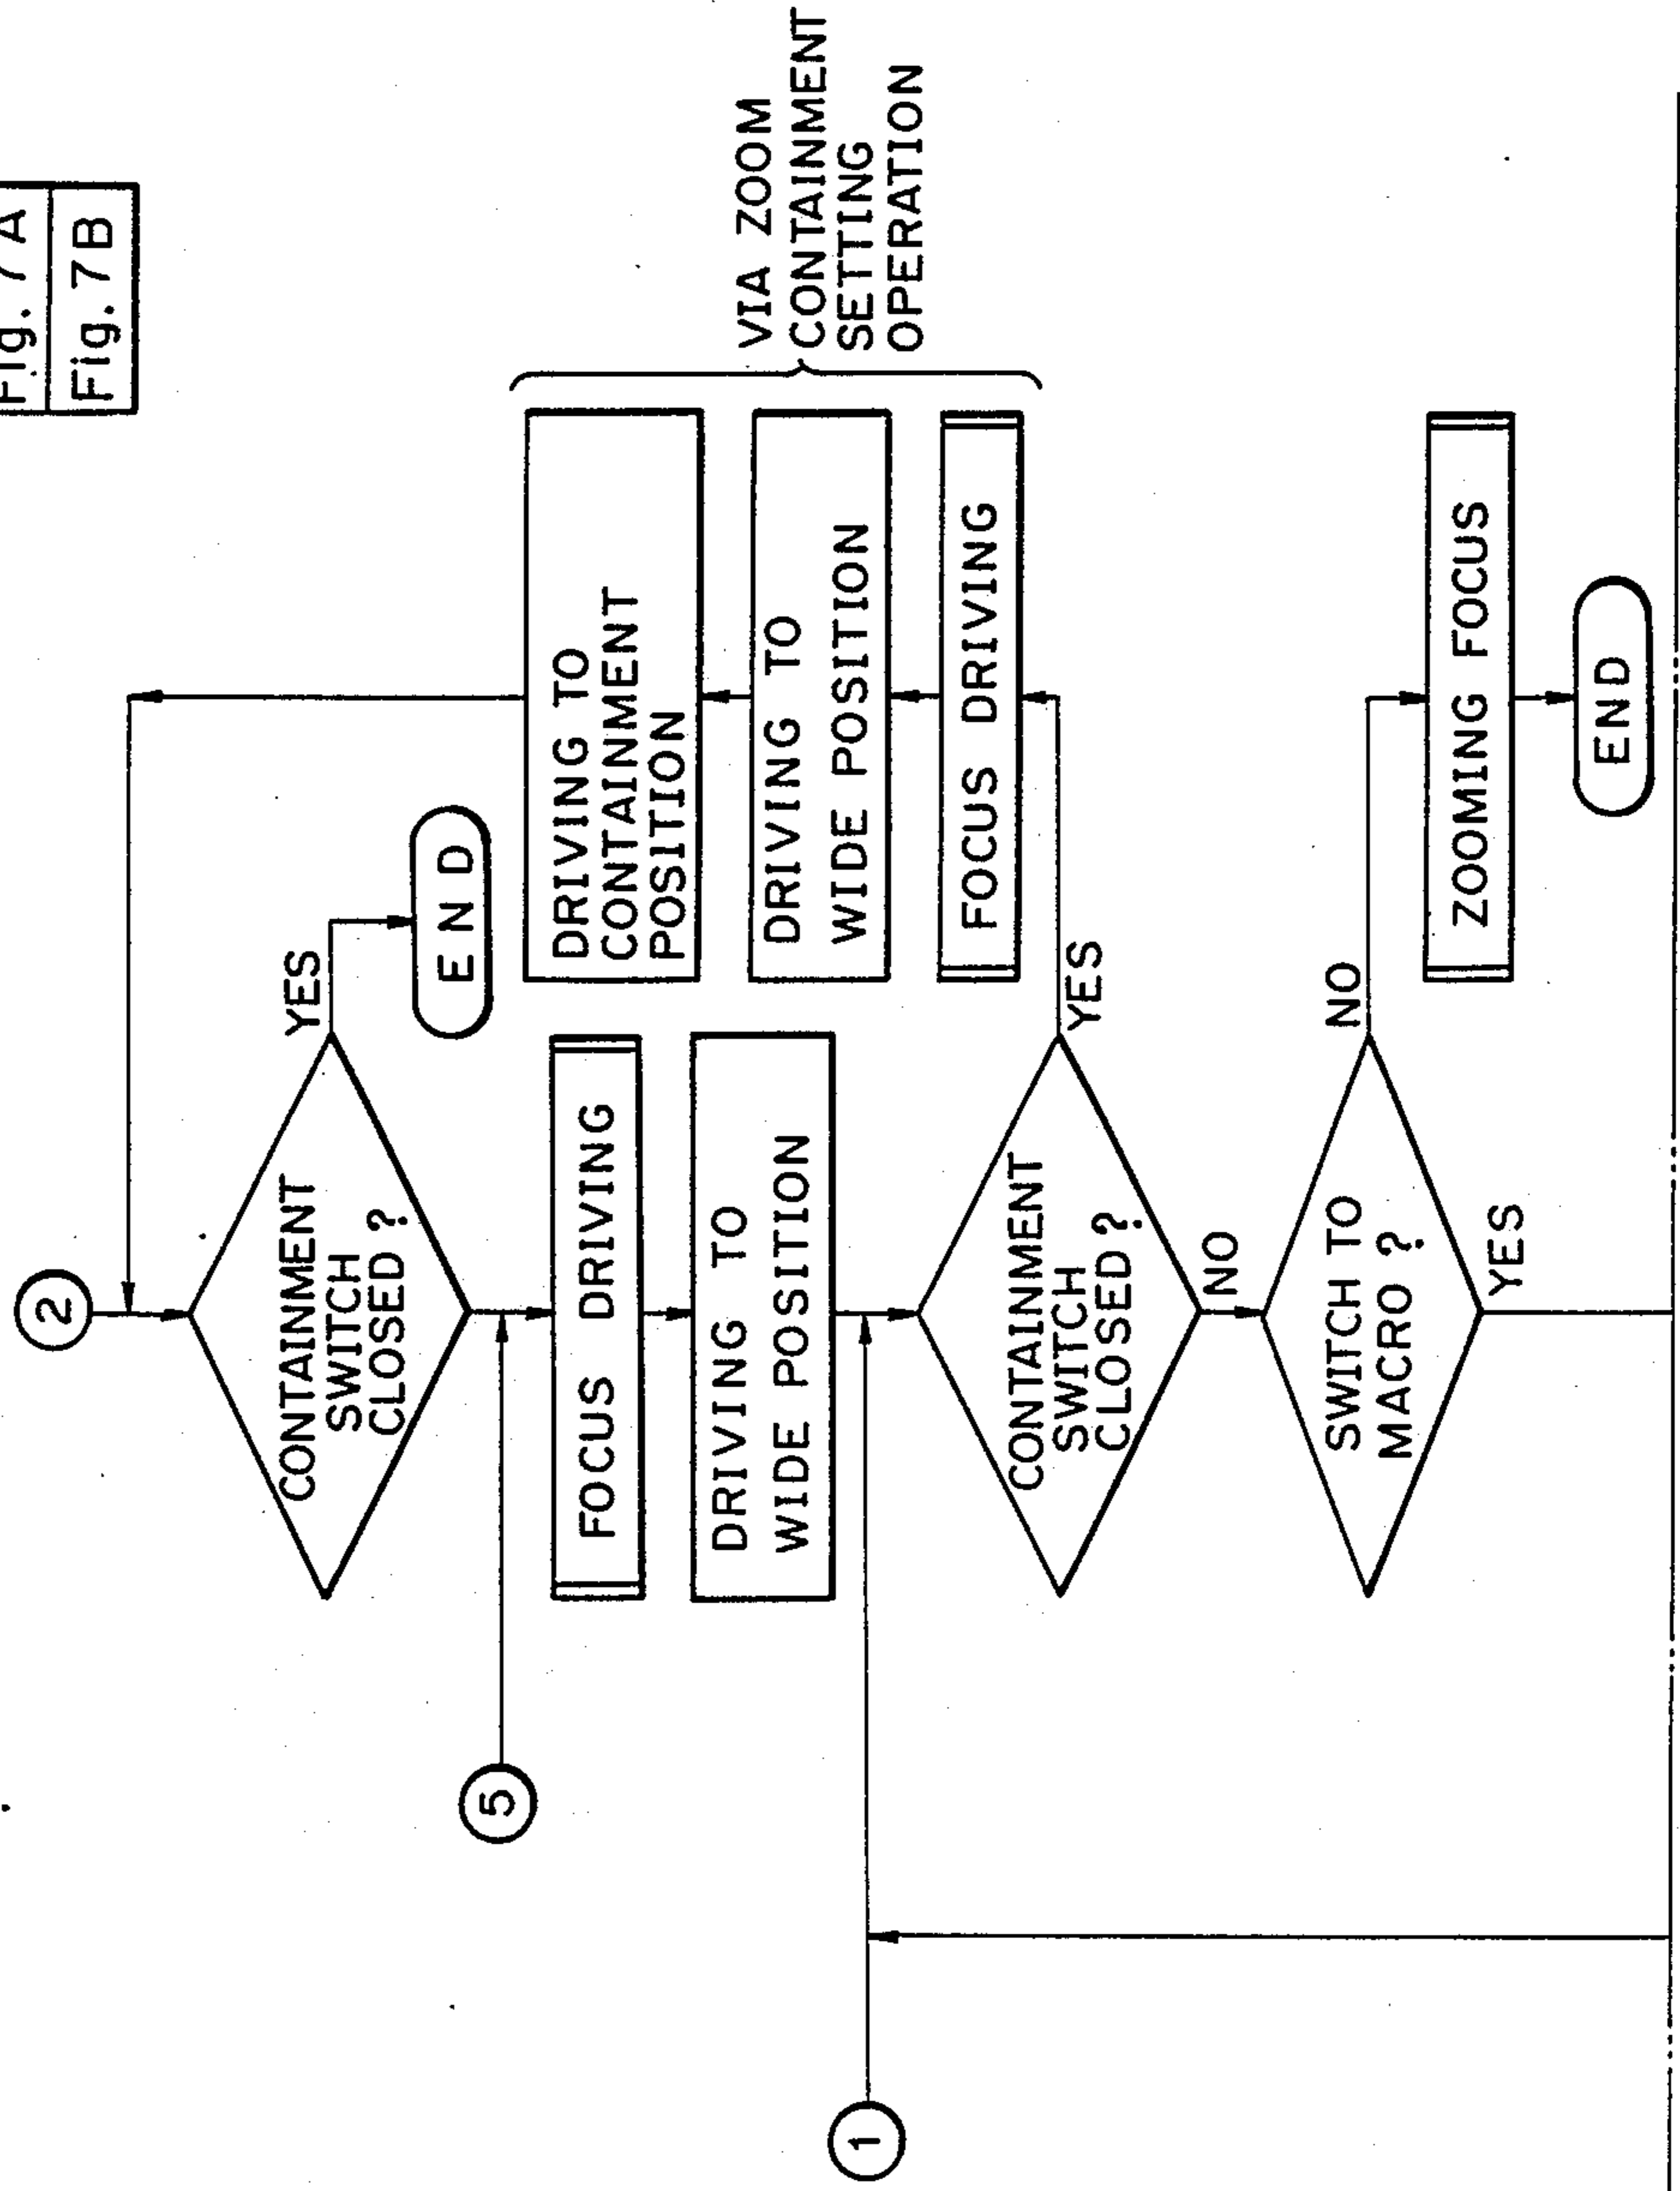 Fig. 7A
Fig. 7B
2
CONTAINMENT
SWITCH
CLOSED ?
YES
END
5
FOCUS DRIVING
DRIVING TO
WIDE POSITION
DRIVING TO
CONTAINMENT
POSITION
DRIVING TO
WIDE POSITION
FOCUS DRIVING
VIA ZOOM
CONTAINMENT
SETTING
OPERATION
1
CONTAINMENT
SWITCH
CLOSED ?
YES
NO
SWITCH TO
MACRO ?
NO
YES
ZOOMING FOCUS
END